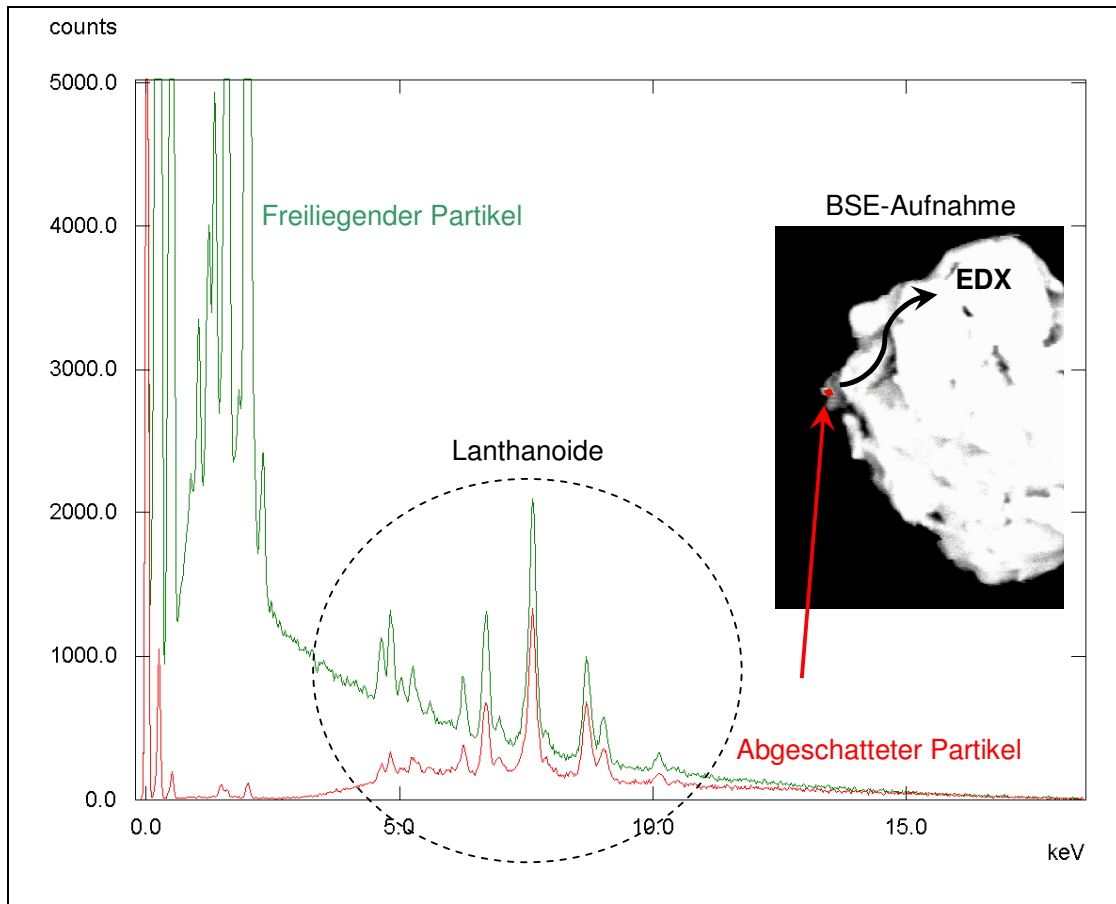 counts
5000.0
4000.0
3000.0
2000.0
1000.0
0.0
Freiliegender Partikel
BSE-Aufnahme
EDX
Lanthanoide
Abgeschatteter Partikel
0.0 5.0 10.0 15.0
keV